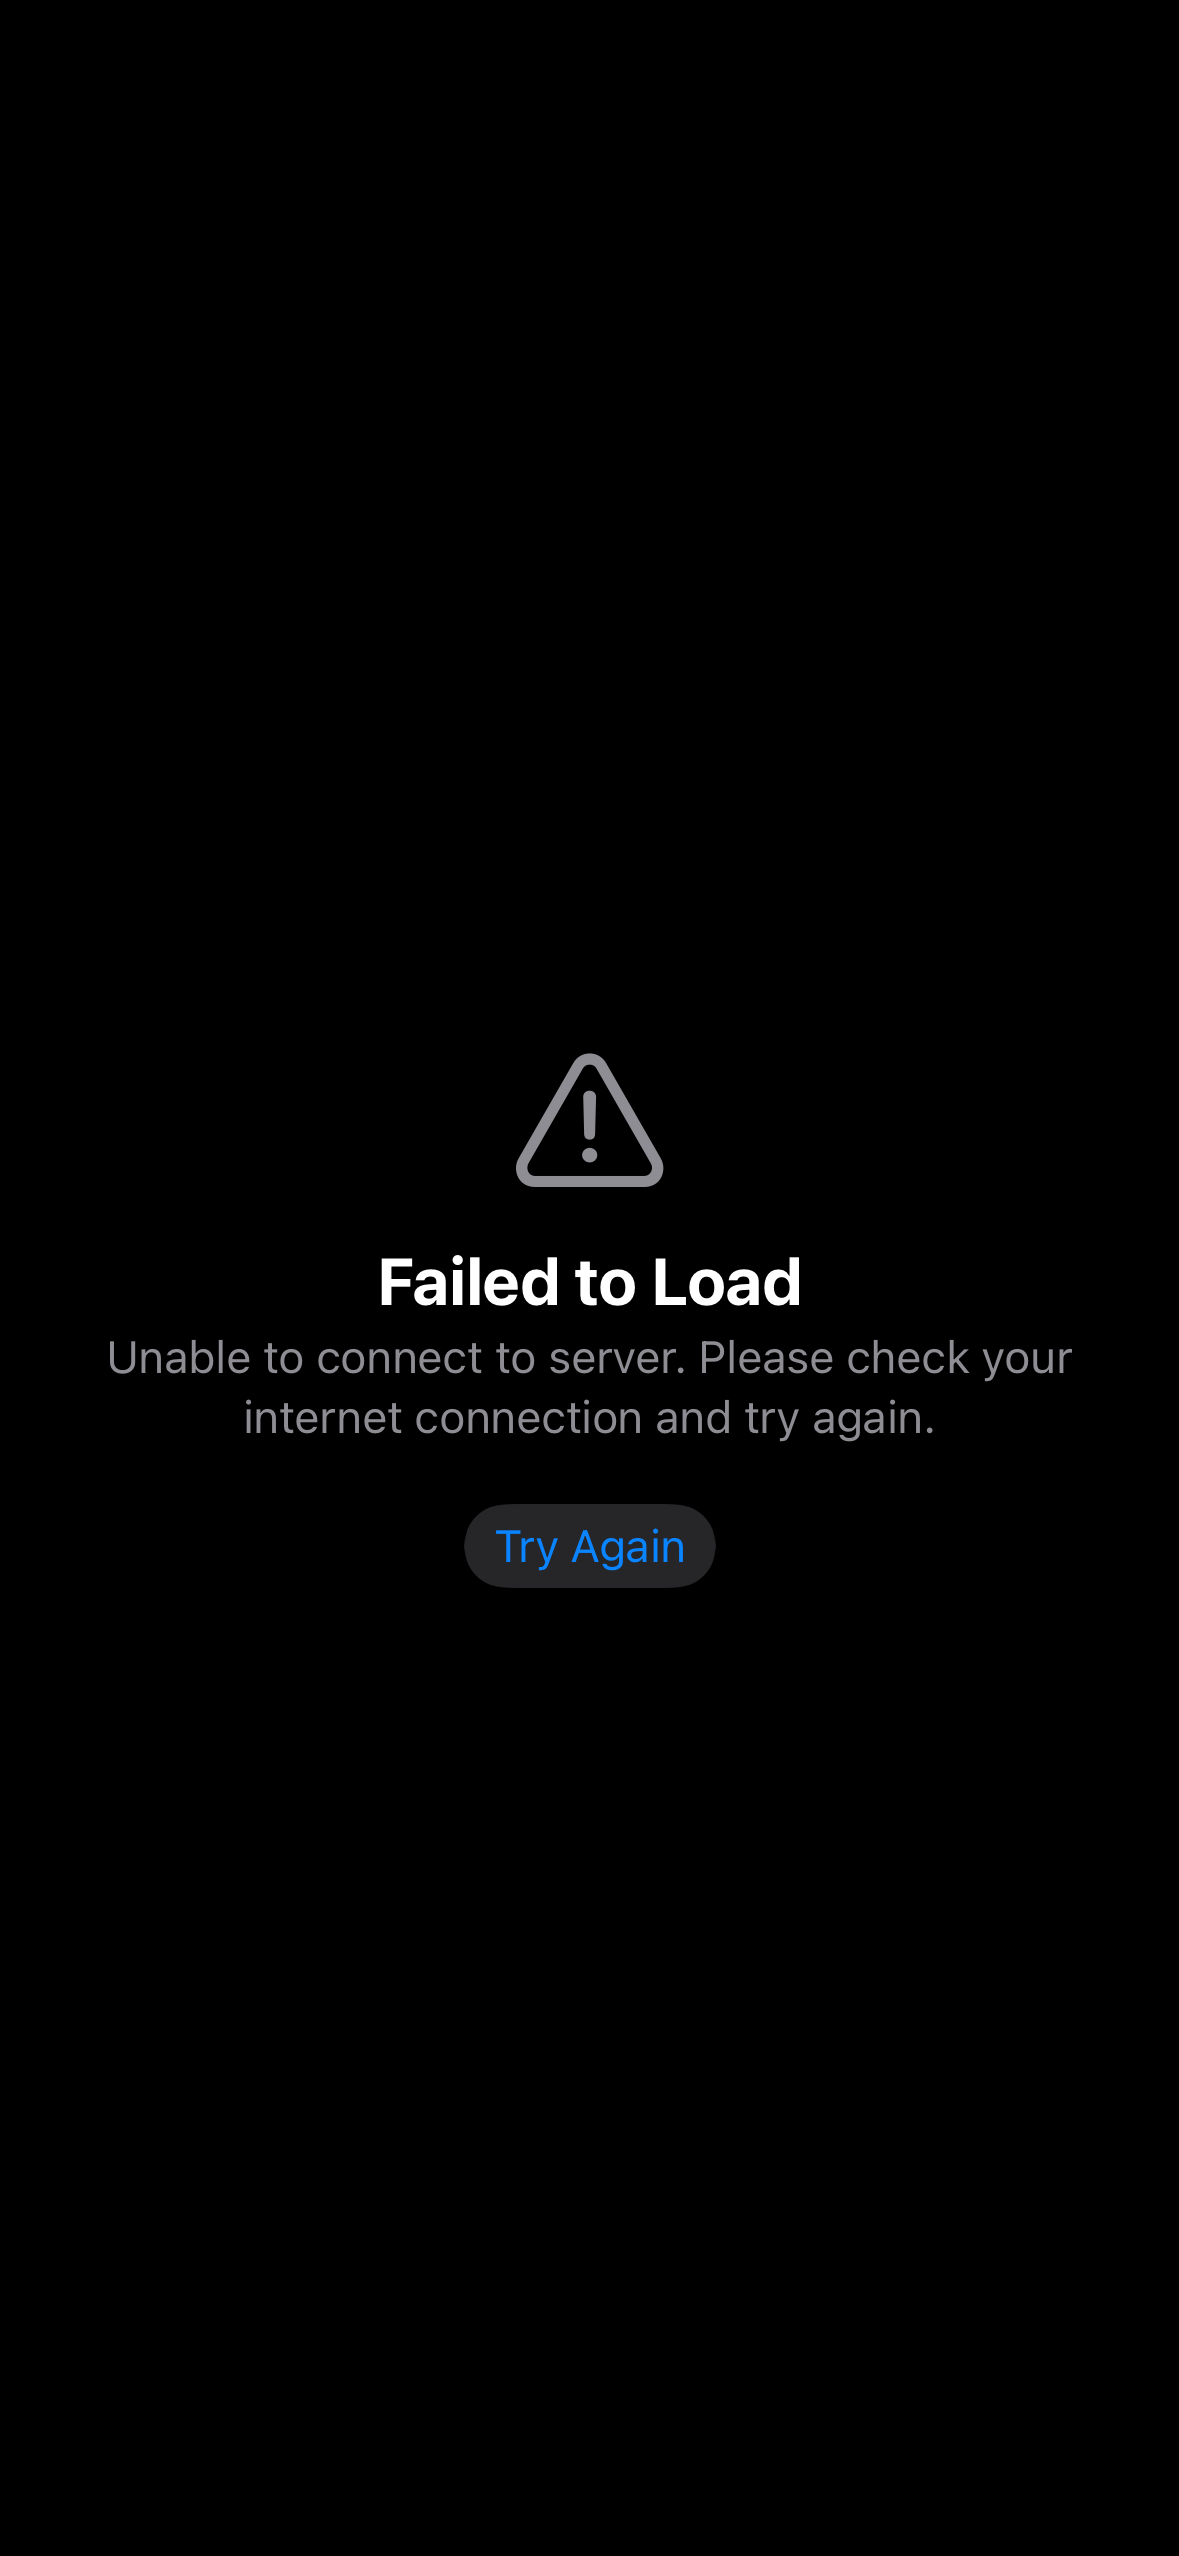 Failed to Load
Unable to connect to server. Please check your
internet connection and try again.
Try Again